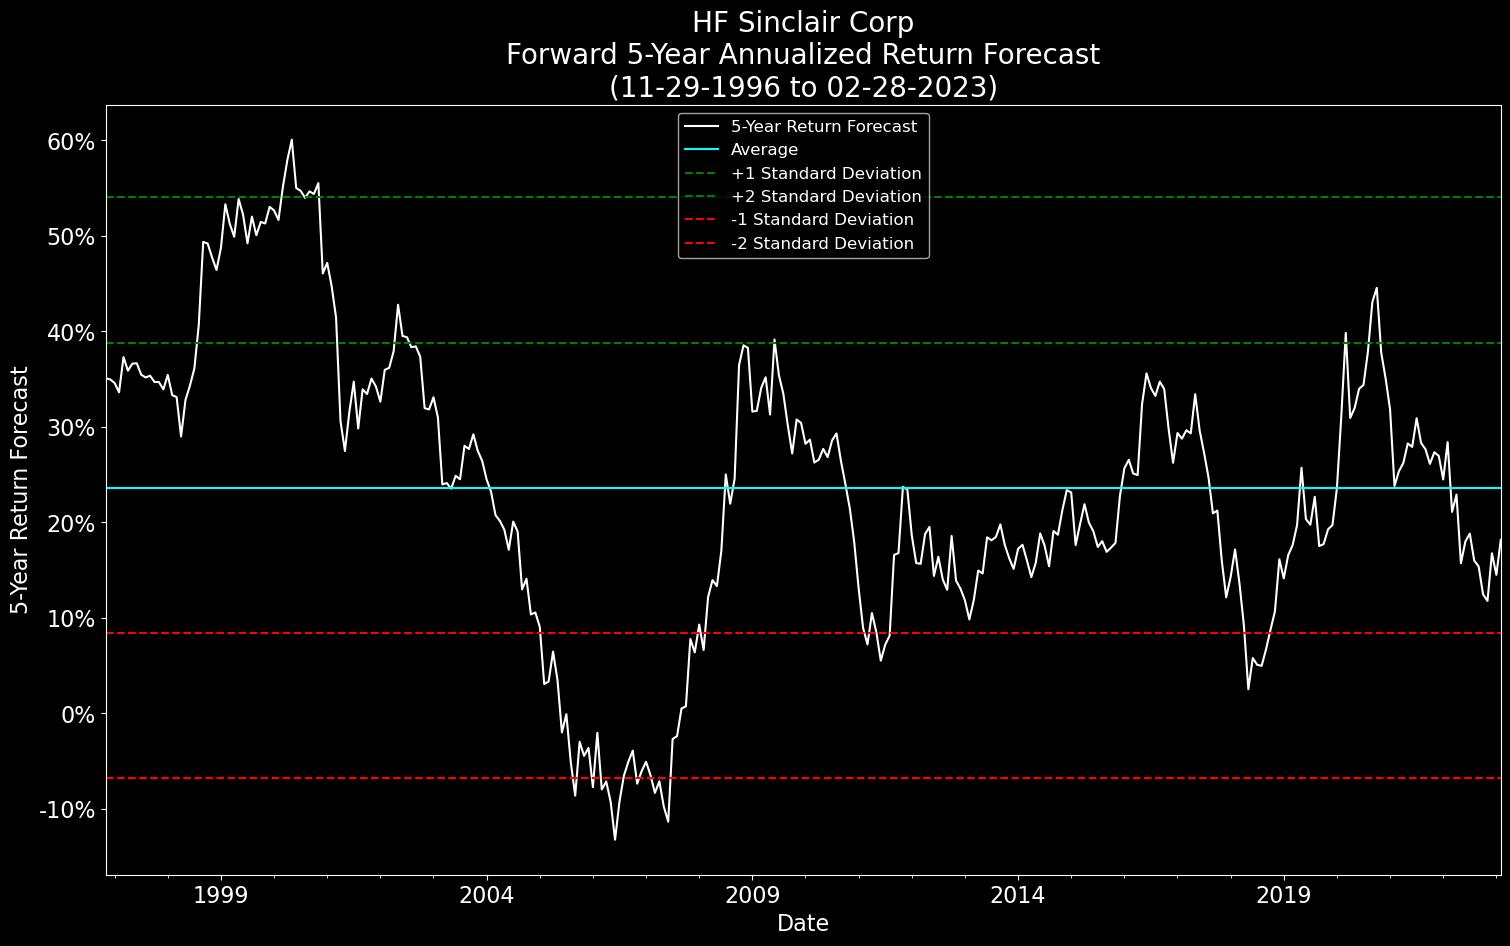 HF Sinclair Corp
Forward 5-Year Annualized Return Forecast
(11-29-1996 to 02-28-2023)
5-Year Return Forecast
Average
+1 Standard Deviation
+2 Standard Deviation
-1 Standard Deviation
-2 Standard Deviation
60%
50%
40%
30%
20%
10%
0%
-10%
5-Year Return Forecast
1999
2004
2009
2014
2019
Date